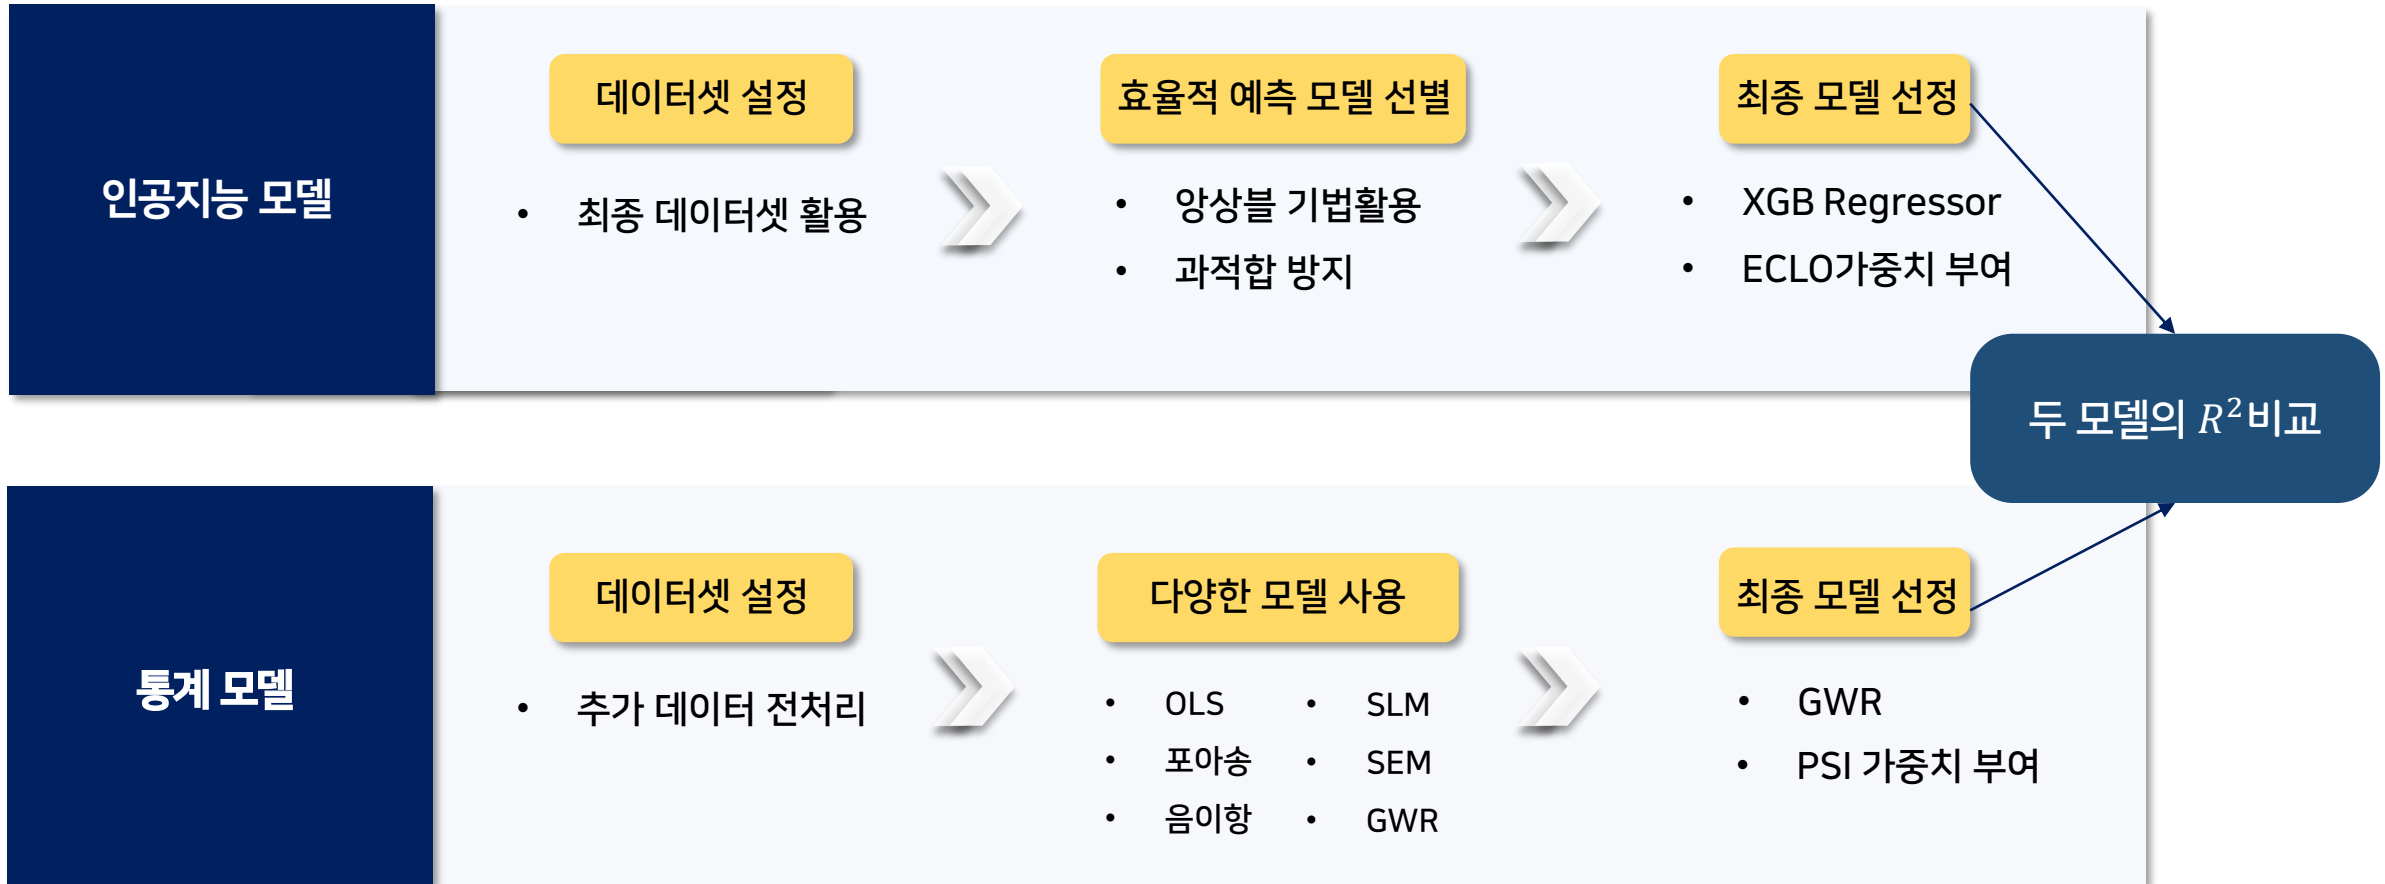 인공지능 모델
데이터셋 설정
• 최종 데이터셋 활용
효율적 예측 모델 선별
• 앙상블 기법활용
• 과적합 방지
최종 모델 선정
• XGB Regressor
• ECLO가중치 부여
두 모델의 R²비교
통계 모델
데이터셋 설정
• 추가 데이터 전처리
다양한 모델 사용
• OLS
• 포아송
• 음이항
• SLM
• SEM
• GWR
최종 모델 선정
• GWR
• PSI 가중치 부여